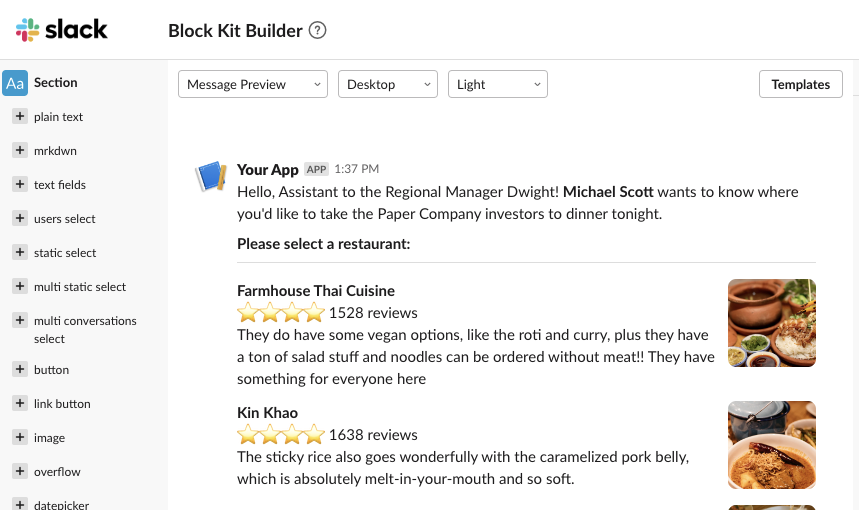 slack
Block Kit Builder ?
Aa Section
+ plain text
+ mrkdwn
+ text fields
+ users select
+ static select
+ multi static select
+ multi conversations
select
+ button
+ link button
+ image
+ overflow
+ datepicker
Message Preview
Desktop
Light
Templates
Your App APP 1:37 PM
Hello, Assistant to the Regional Manager Dwight! Michael Scott wants to know where
you'd like to take the Paper Company investors to dinner tonight.
Please select a restaurant:
Farmhouse Thai Cuisine
1528 reviews
They do have some vegan options, like the roti and curry, plus they have
a ton of salad stuff and noodles can be ordered without meat!! They have
something for everyone here
Kin Khao
1638 reviews
The sticky rice also goes wonderfully with the caramelized pork belly,
which is absolutely melt-in-your-mouth and so soft.